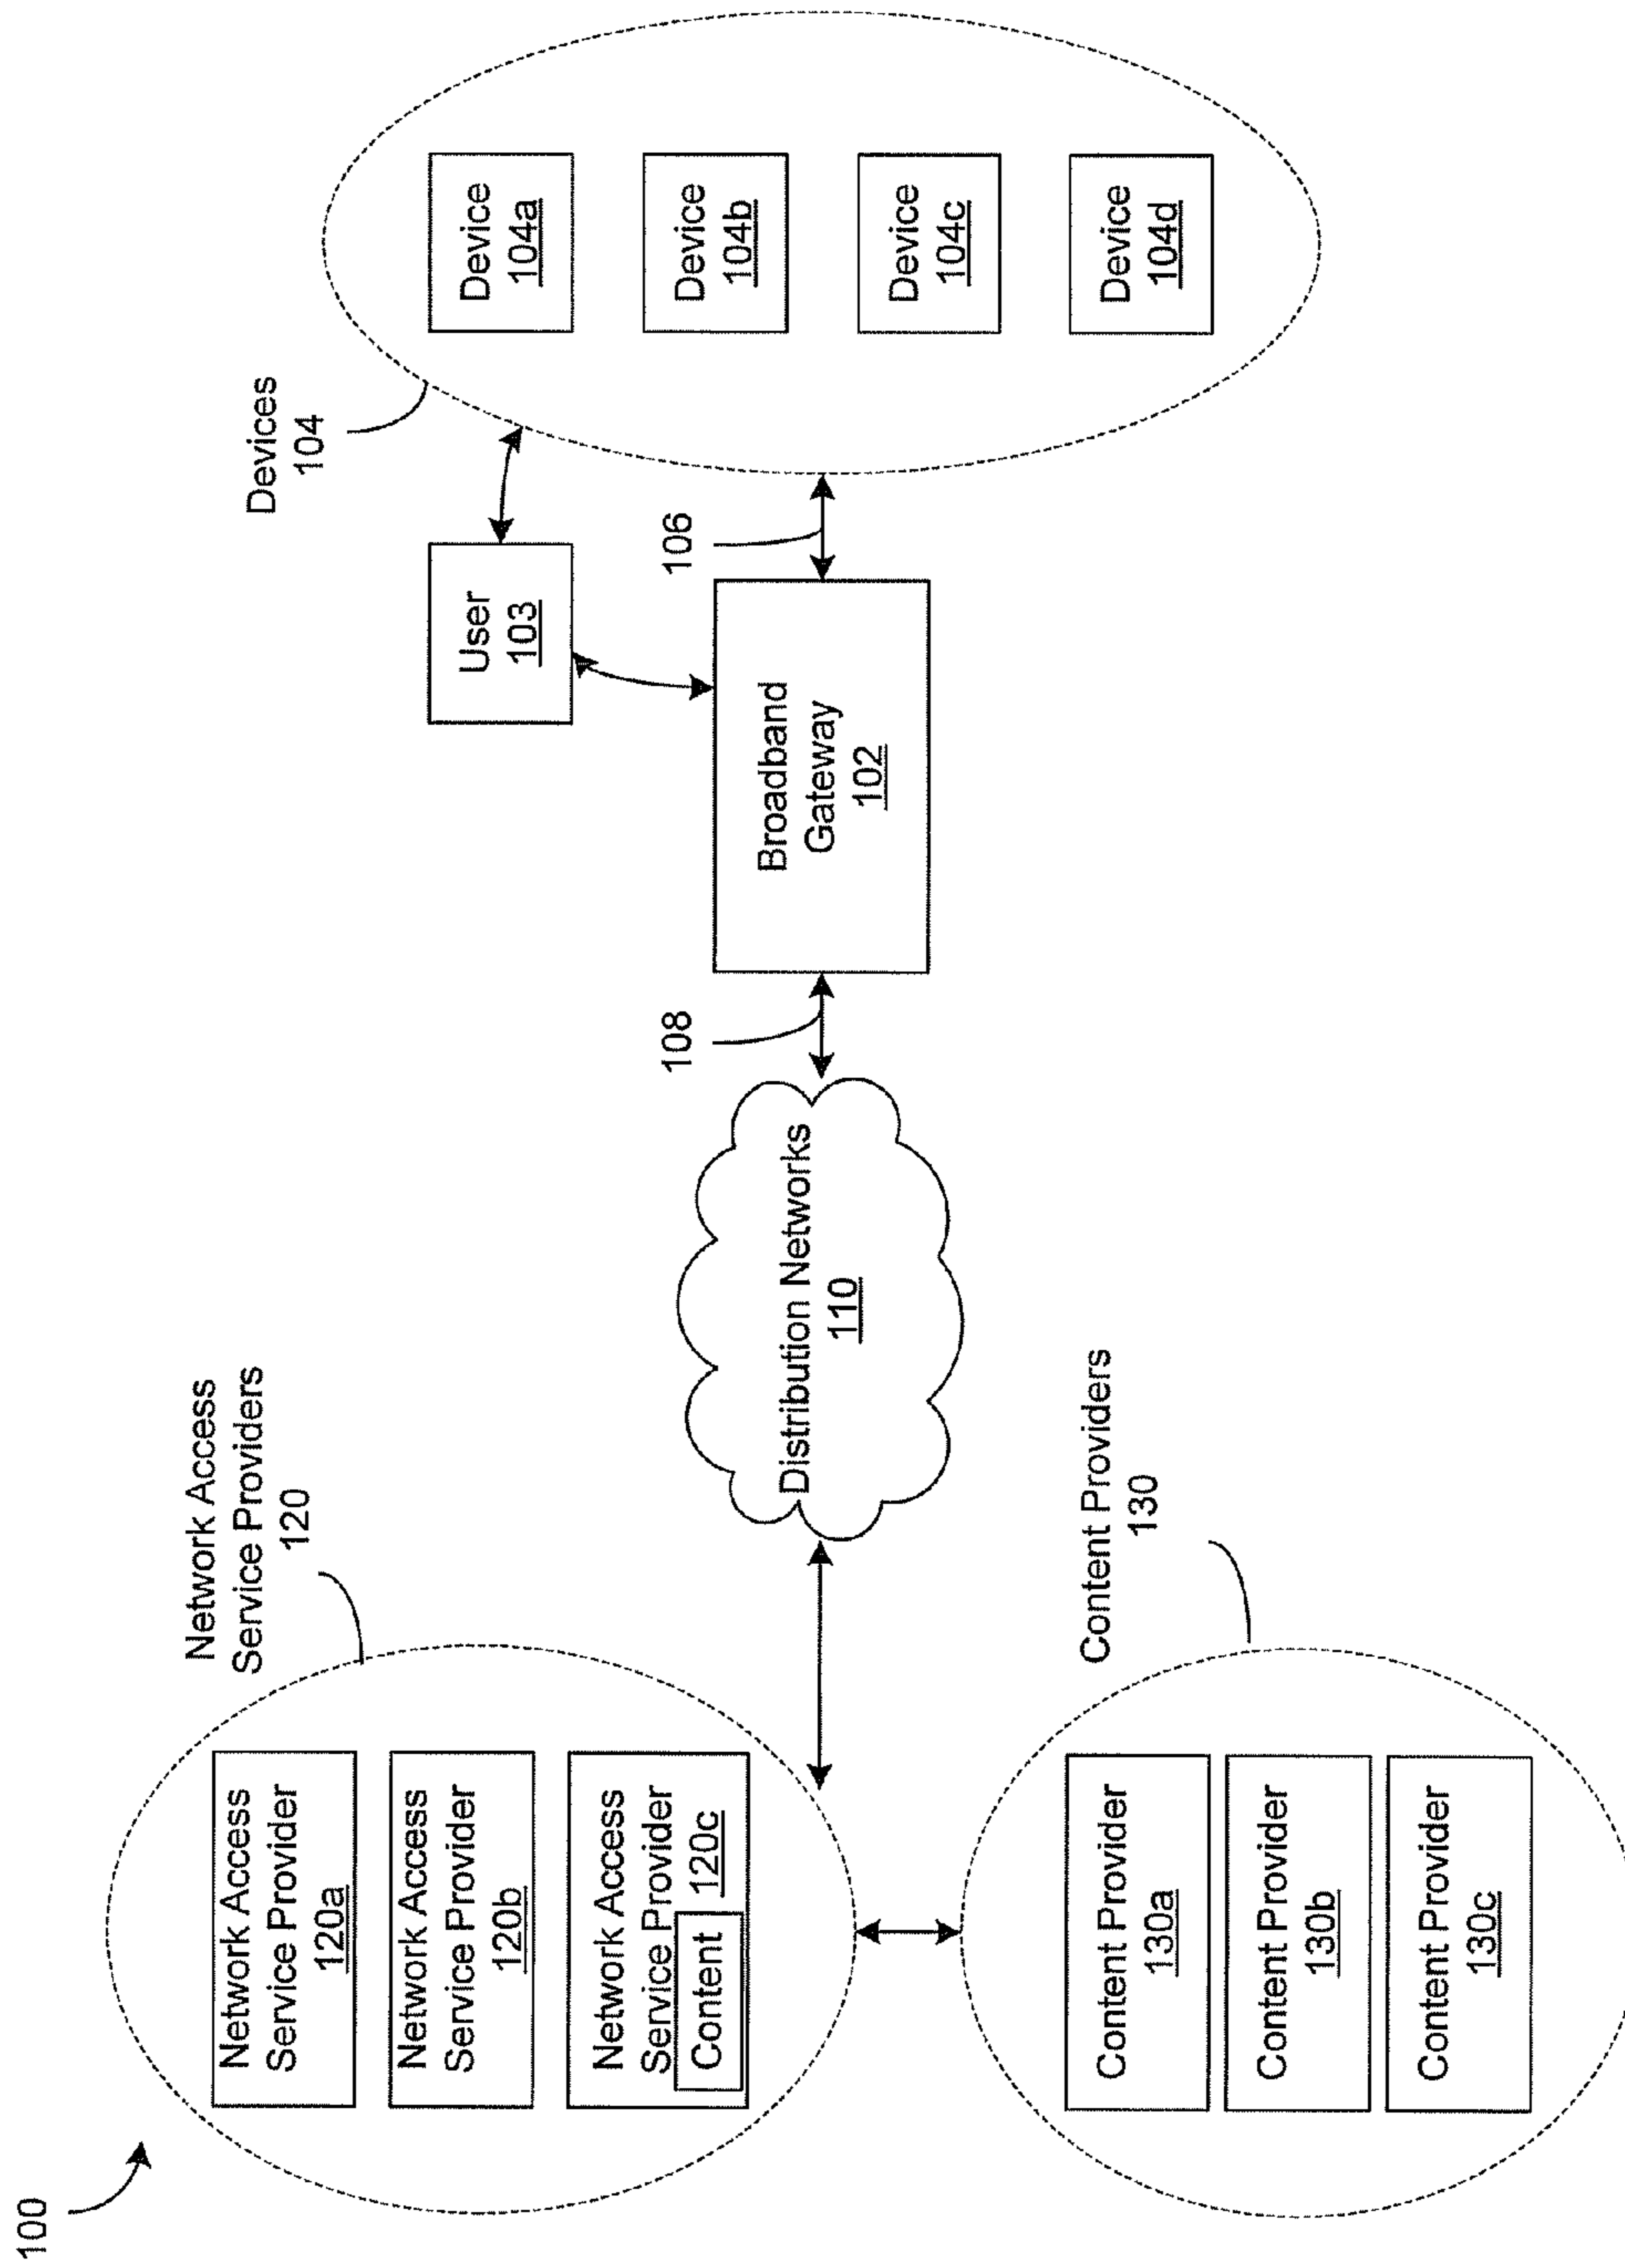 100
Network Access
Service Providers
120
Network Access
Service Provider
120a
Network Access
Service Provider
120b
Network Access
Service Provider
120c
Content
Content Providers
130
Content Provider
130a
Content Provider
130b
Content Provider
130c
Distribution Networks
110
108
Broadband
Gateway
102
User
103
106
Devices
104
Device
104a
Device
104b
Device
104c
Device
104d